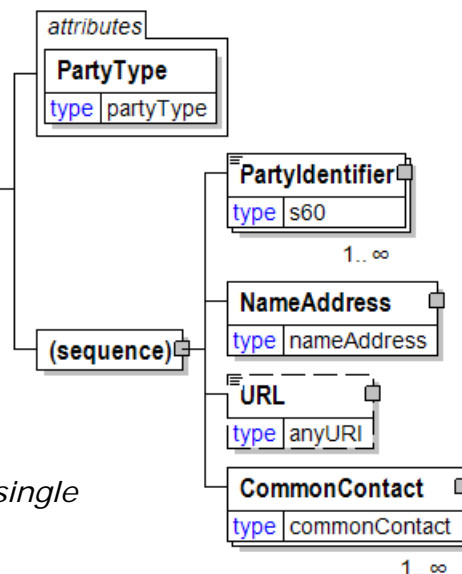 attributes
PartyType
type partyType
PartyIdentifier
type s60
1.. ∞
NameAddress
type nameAddress
(sequence)
URL
type anyURI
single
CommonContact
type commonContact
1 ∞